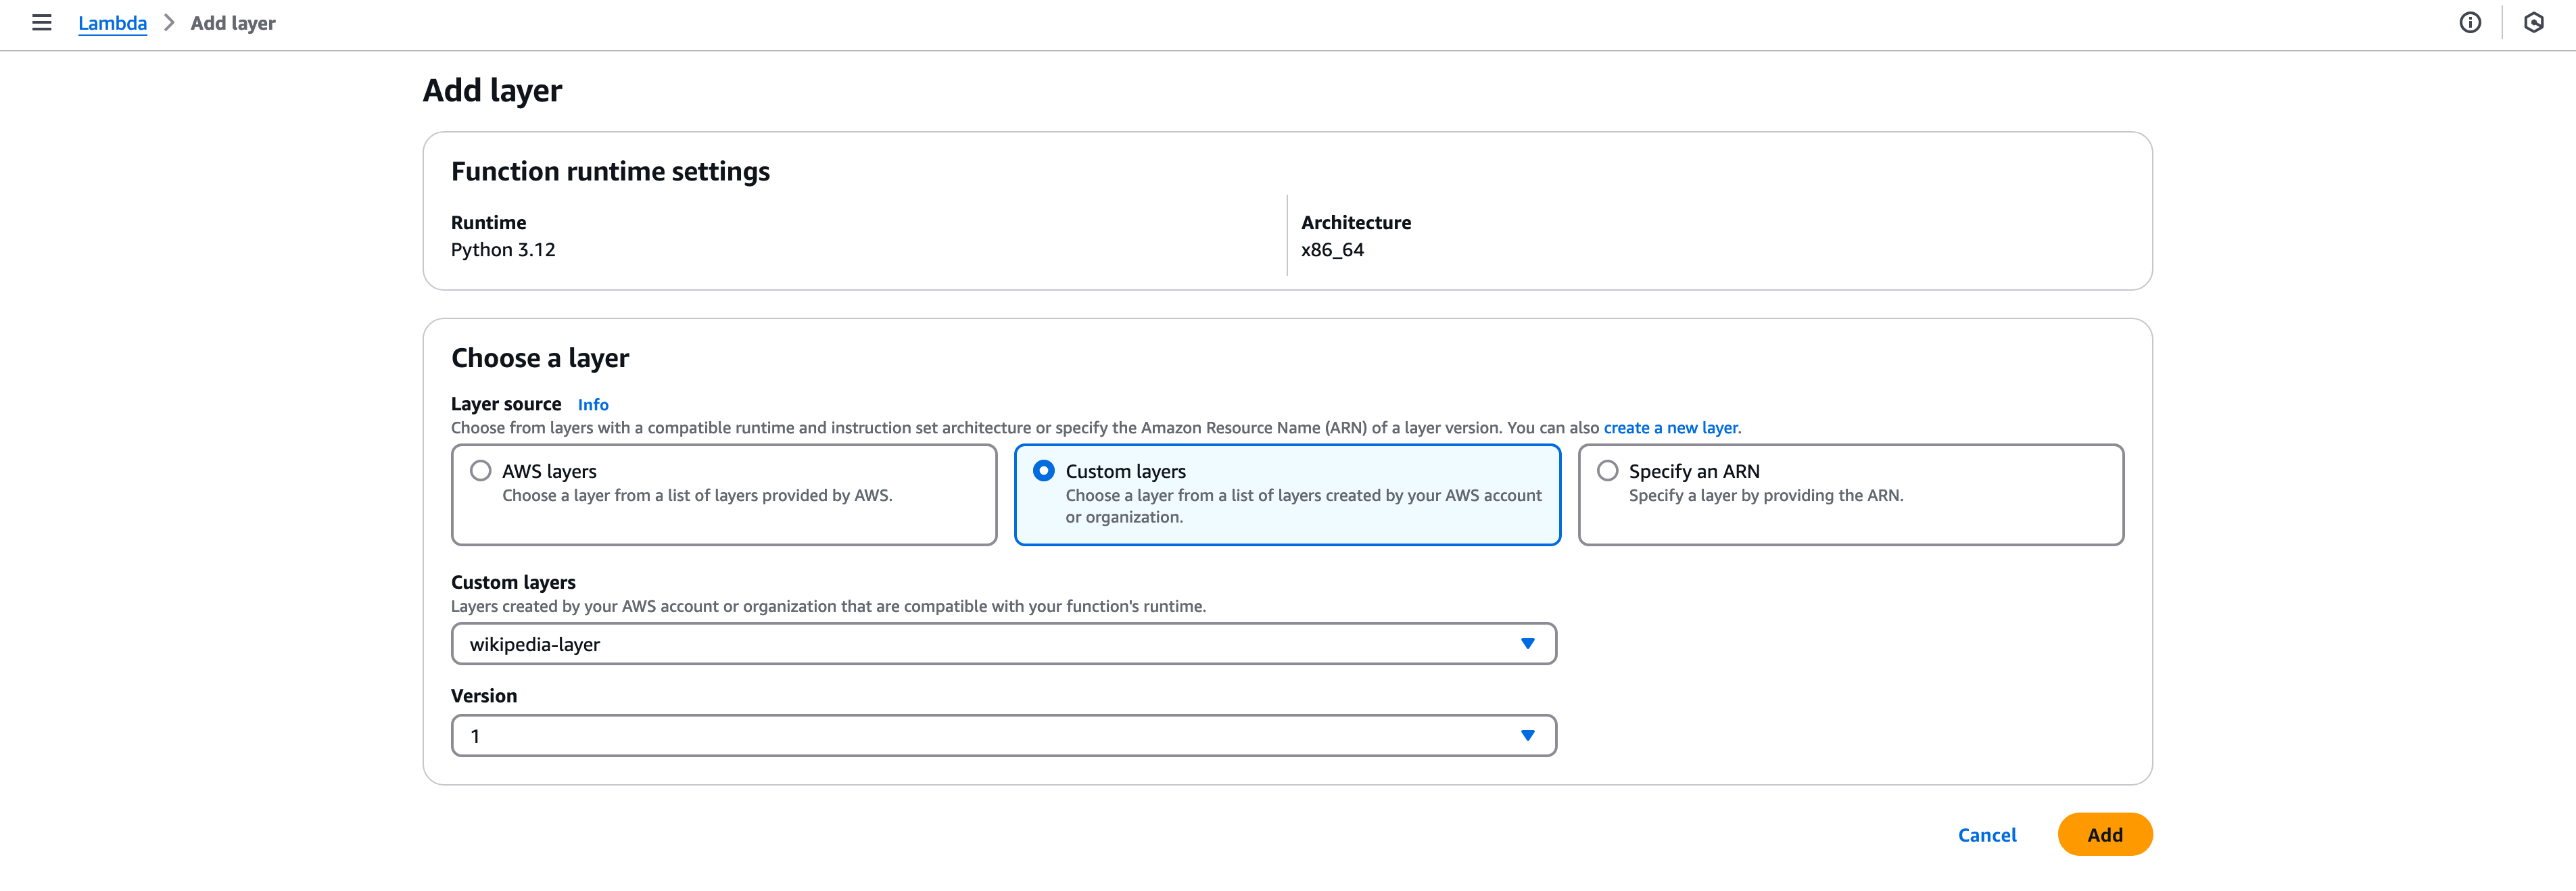 Lambda
Add layer
Add layer
Function runtime settings
Runtime
Python 3.12
Architecture
x86_64
Choose a layer
Layer source Info
Choose from layers with a compatible runtime and instruction set architecture or specify the Amazon Resource Name (ARN) of a layer version. You can also create a new layer.
AWS layers
Choose a layer from a list of layers provided by AWS.
Custom layers
Choose a layer from a list of layers created by your AWS account
or organization.
Specify an ARN
Specify a layer by providing the ARN.
Custom layers
Layers created by your AWS account or organization that are compatible with your function's runtime.
wikipedia-layer
Version
1
Cancel
Add